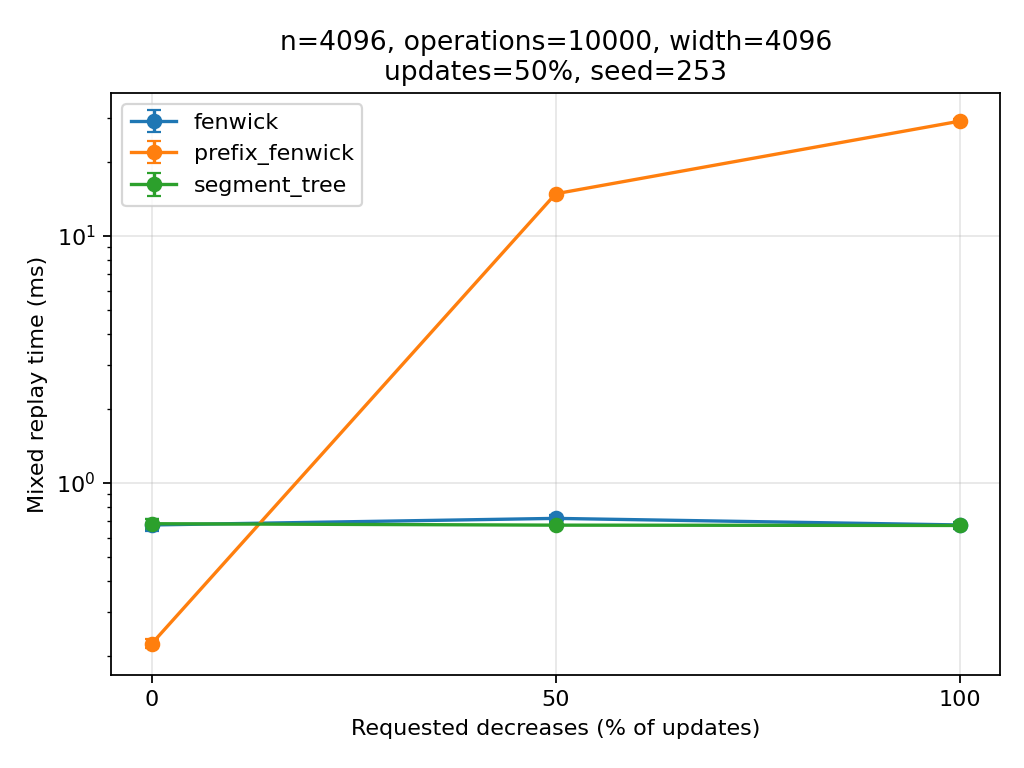 n=4096, operations=10000, width=4096
updates=50%, seed=253
fenwick
prefix_fenwick
segment_tree
Mixed replay time (ms)
10¹
10⁰
0
50
100
Requested decreases (% of updates)